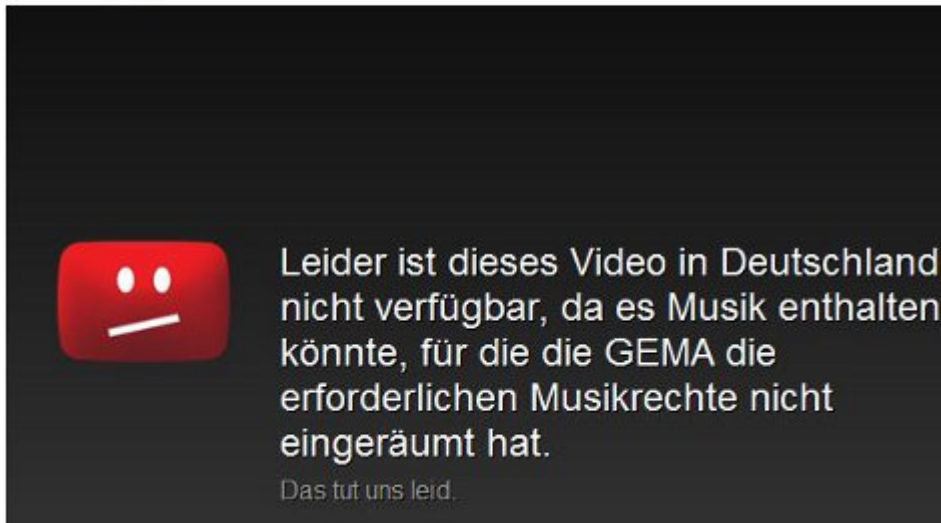 Leider ist dieses Video in Deutschland
nicht verfügbar, da es Musik enthalten
könnte, für die die GEMA die
erforderlichen Musikrechte nicht
eingeräumt hat.
Das tut uns leid.